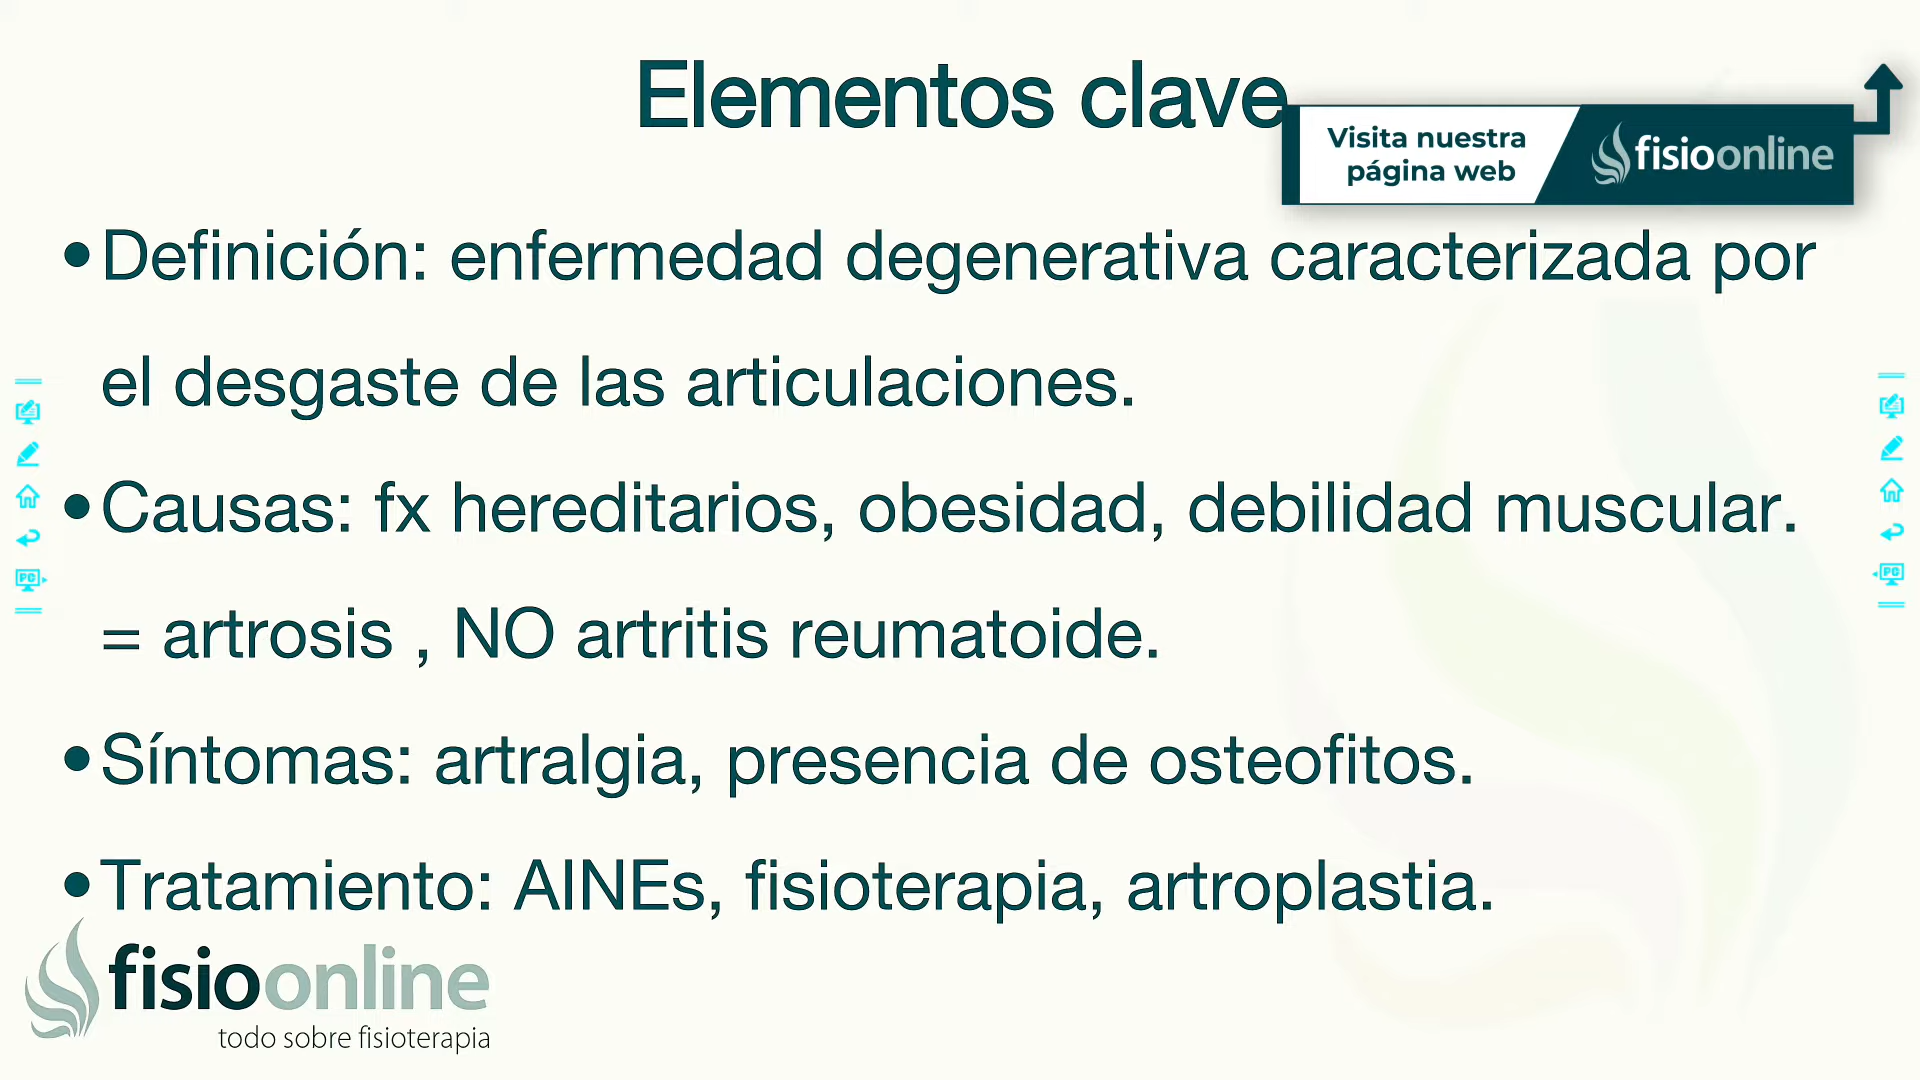 Elementos clave
Visita nuestra
página web
fisioonline
•Definición: enfermedad degenerativa caracterizada por
el desgaste de las articulaciones.
•Causas: fx hereditarios, obesidad, debilidad muscular.
= artrosis , NO artritis reumatoide.
•Síntomas: artralgia, presencia de osteofitos.
•Tratamiento: AINEs, fisioterapia, artroplastia.
fisioonline
todo sobre fisioterapia
PC
PC